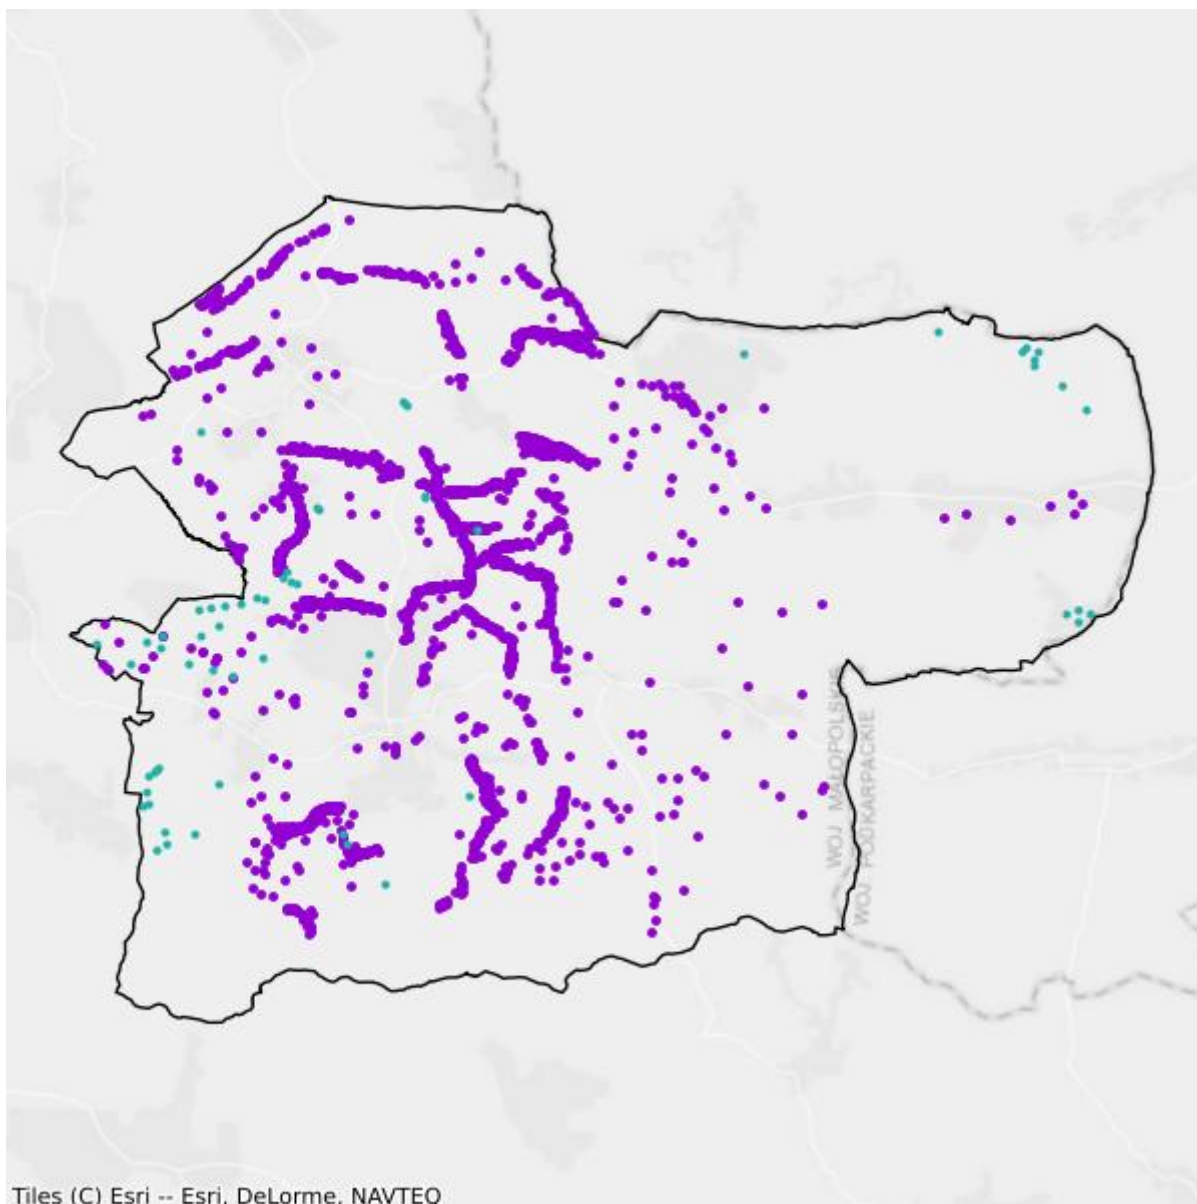 WOJ. MAŁOPOLSKIE
WOJ. PODKARPACKIE
Tiles (C) Esri -- Esri, DeLorme, NAVTEQ